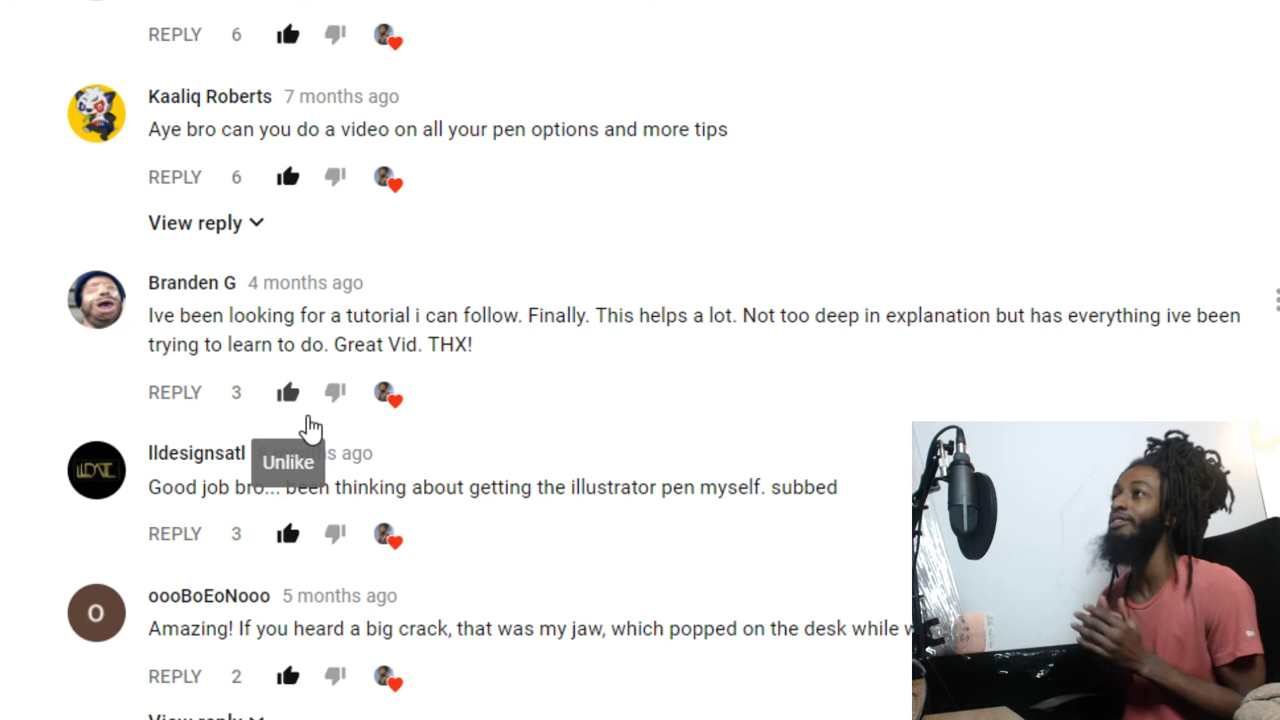 REPLY 6
Kaaliq Roberts 7 months ago
Aye bro can you do a video on all your pen options and more tips
REPLY 6
View reply
Branden G 4 months ago
Ive been looking for a tutorial i can follow. Finally. This helps a lot. Not too deep in explanation but has everything ive been
trying to learn to do. Great Vid. THX!
REPLY 3
lldesignsatl ago
Unlike
Good job bro... been thinking about getting the illustrator pen myself. subbed
REPLY 3
oooBoEoNooo 5 months ago
Amazing! If you heard a big crack, that was my jaw, which popped on the desk while
REPLY 2
View reply